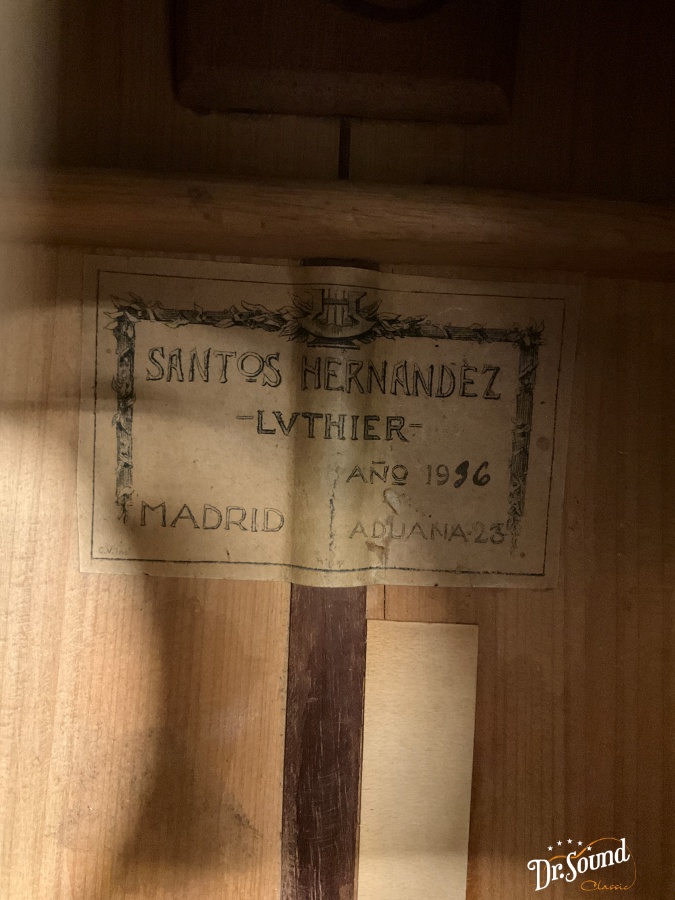 SANTOS HERNANDEZ
-LVTHIER-
AÑO 1936
MADRID
ADUANA-23
Dr. Sound
Classic